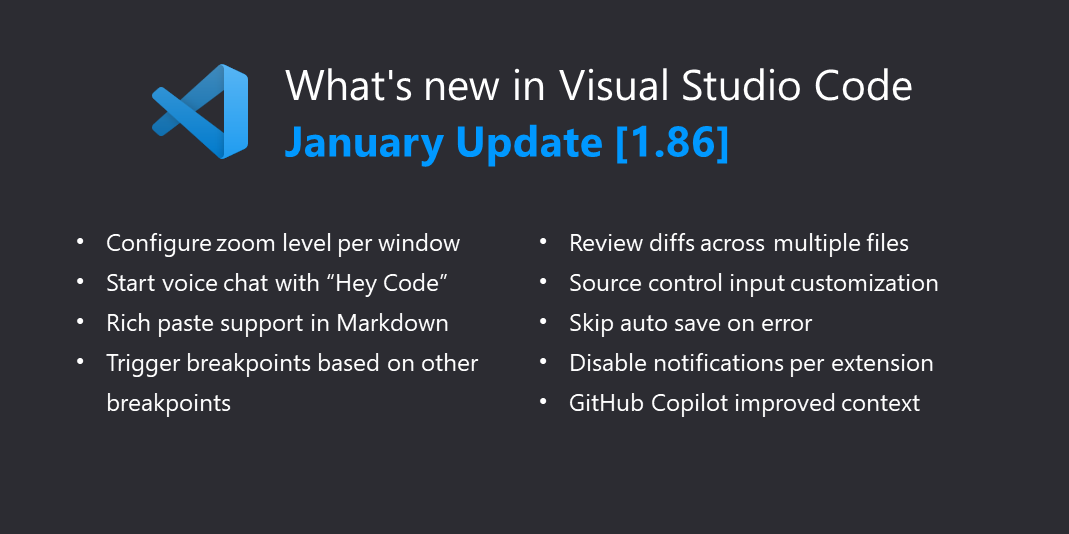 What's new in Visual Studio Code
January Update [1.86]
• Configure zoom level per window
• Start voice chat with “Hey Code”
• Rich paste support in Markdown
• Trigger breakpoints based on other
breakpoints
• Review diffs across multiple files
• Source control input customization
• Skip auto save on error
• Disable notifications per extension
• GitHub Copilot improved context